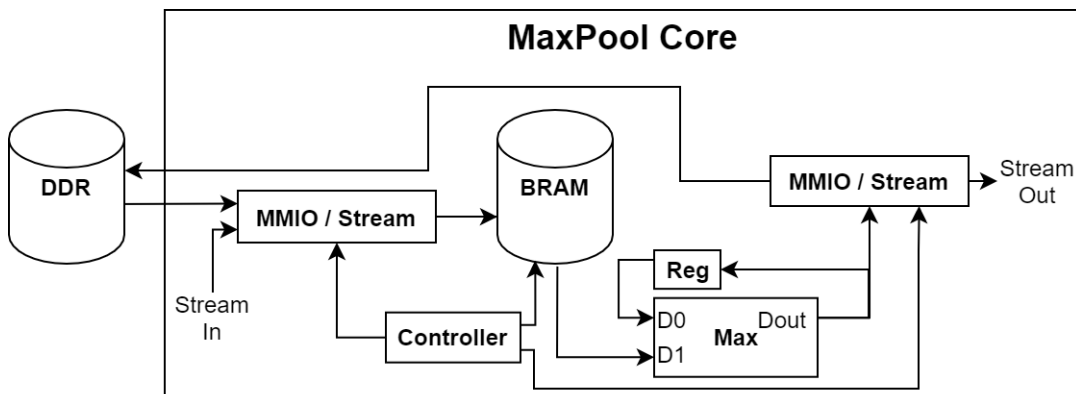 MaxPool Core
DDR
BRAM
MMIO / Stream
Stream
Out
MMIO / Stream
Stream
In
Reg
Controller
D0
Dout
Max
D1